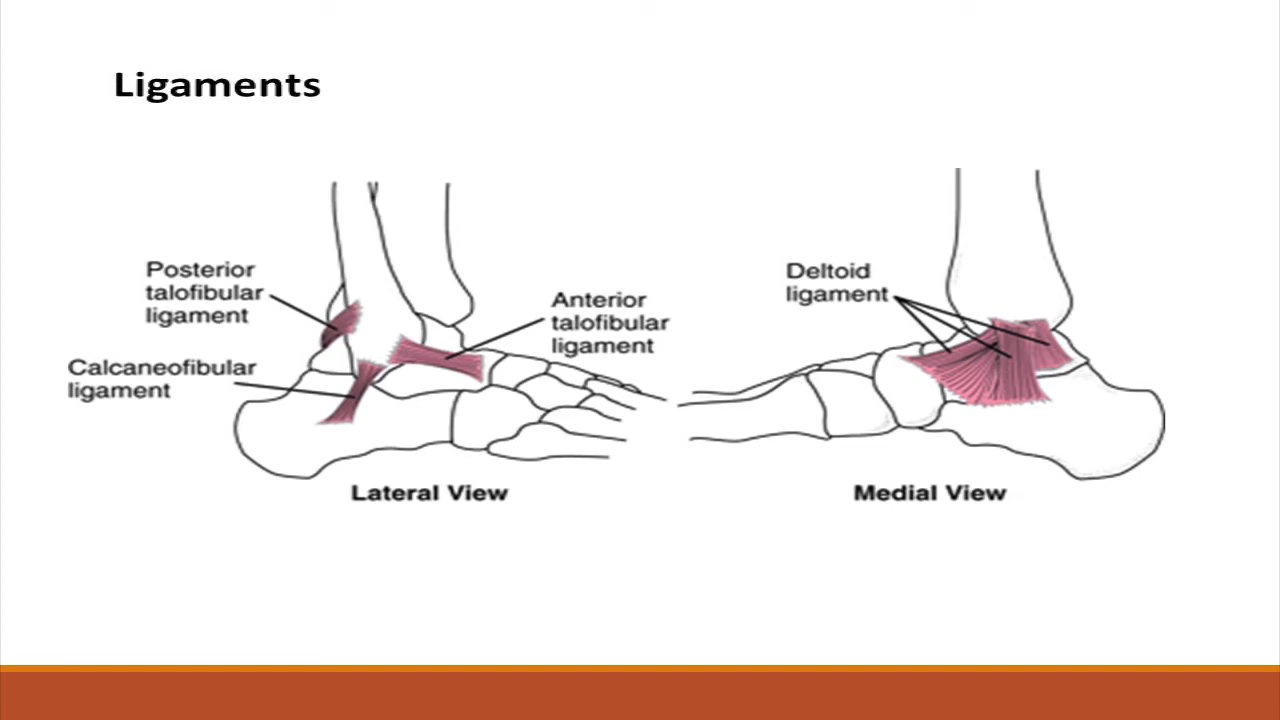 Ligaments
Posterior
talofibular
ligament
Calcaneofibular
ligament
Anterior
talofibular
ligament
Lateral View
Deltoid
ligament
Medial View